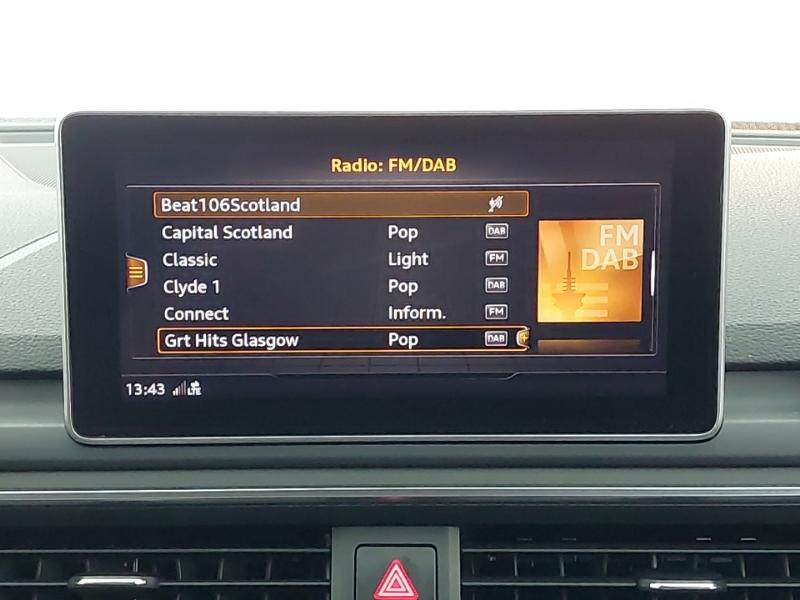 Radio: FM/DAB
Beat106Scotland
Capital Scotland Pop DAB
Classic Light FM
Clyde 1 Pop DAB
Connect Inform. FM
Grt Hits Glasgow Pop DAB
FM
DAB
13:43 LTE